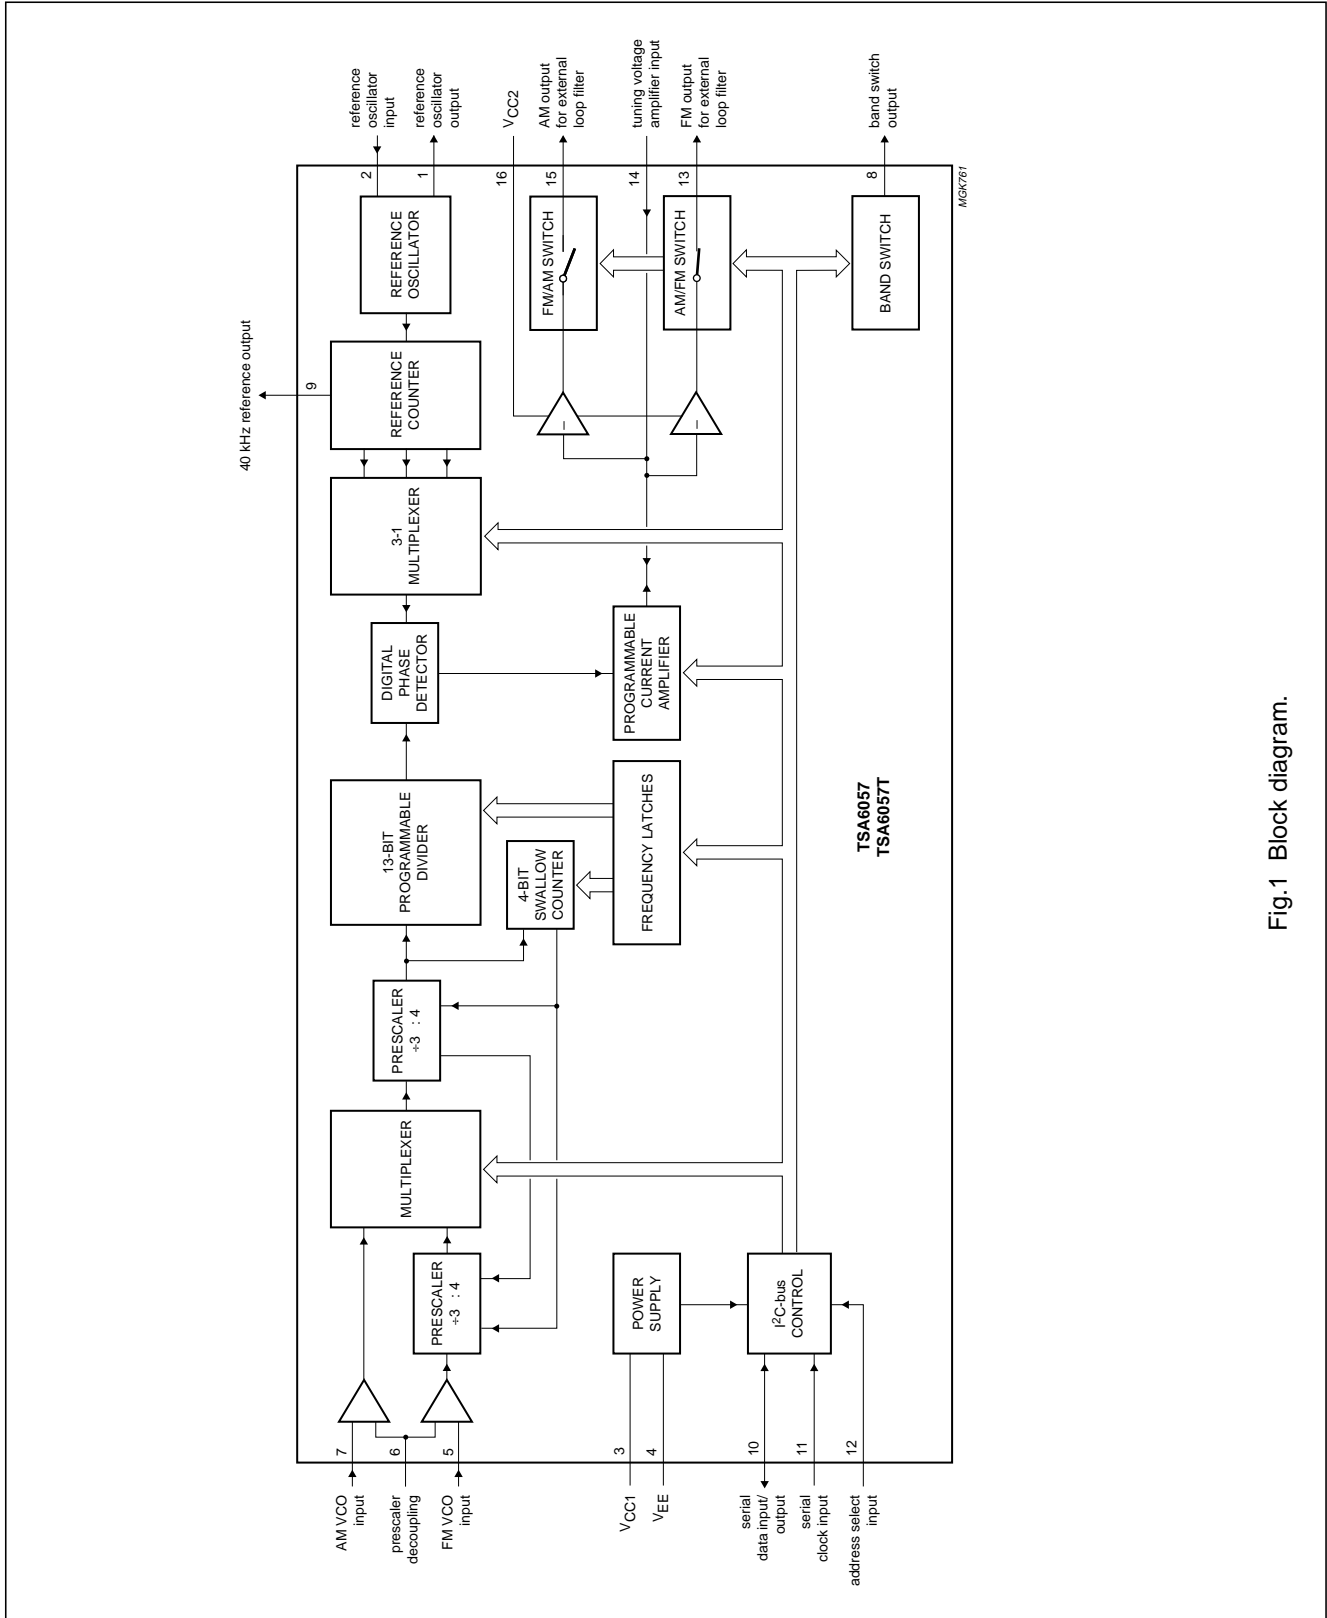 AM VCO
input
7
prescaler
decoupling
6
FM VCO
input
5
PRESCALER
÷3 : 4
MULTIPLEXER
PRESCALER
÷3 : 4
13-BIT
PROGRAMMABLE
DIVIDER
4-BIT
SWALLOW
COUNTER
DIGITAL
PHASE
DETECTOR
3-1
MULTIPLEXER
REFERENCE
COUNTER
9
40 kHz reference output
REFERENCE
OSCILLATOR
2
reference
oscillator
input
1
reference
oscillator
output
VCC1
3
VEE
4
POWER
SUPPLY
FREQUENCY LATCHES
PROGRAMMABLE
CURRENT
AMPLIFIER
16
VCC2
FM/AM SWITCH
15
AM output
for external
loop filter
14
tuning voltage
amplifier input
AM/FM SWITCH
13
FM output
for external
loop filter
serial
data input/
output
10
serial
clock input
11
address select
input
12
I²C-bus
CONTROL
BAND SWITCH
8
band switch
output
TSA6057
TSA6057T
MGK761
Fig.1 Block diagram.